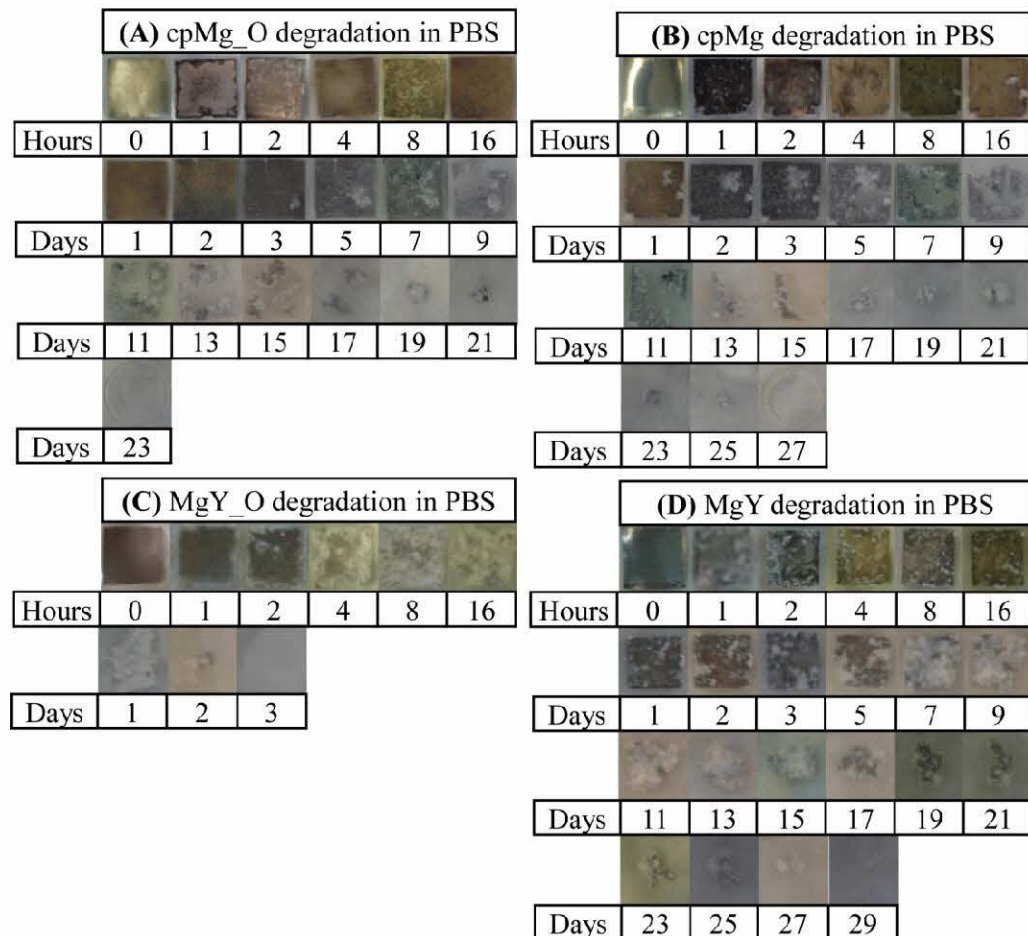 (A) cpMg_O degradation in PBS
Hours 0 1 2 4 8 16
Days 1 2 3 5 7 9
Days 11 13 15 17 19 21
Days 23
(B) cpMg degradation in PBS
Hours 0 1 2 4 8 16
Days 1 2 3 5 7 9
Days 11 13 15 17 19 21
Days 23 25 27
(C) MgY_O degradation in PBS
Hours 0 1 2 4 8 16
Days 1 2 3
(D) MgY degradation in PBS
Hours 0 1 2 4 8 16
Days 1 2 3 5 7 9
Days 11 13 15 17 19 21
Days 23 25 27 29